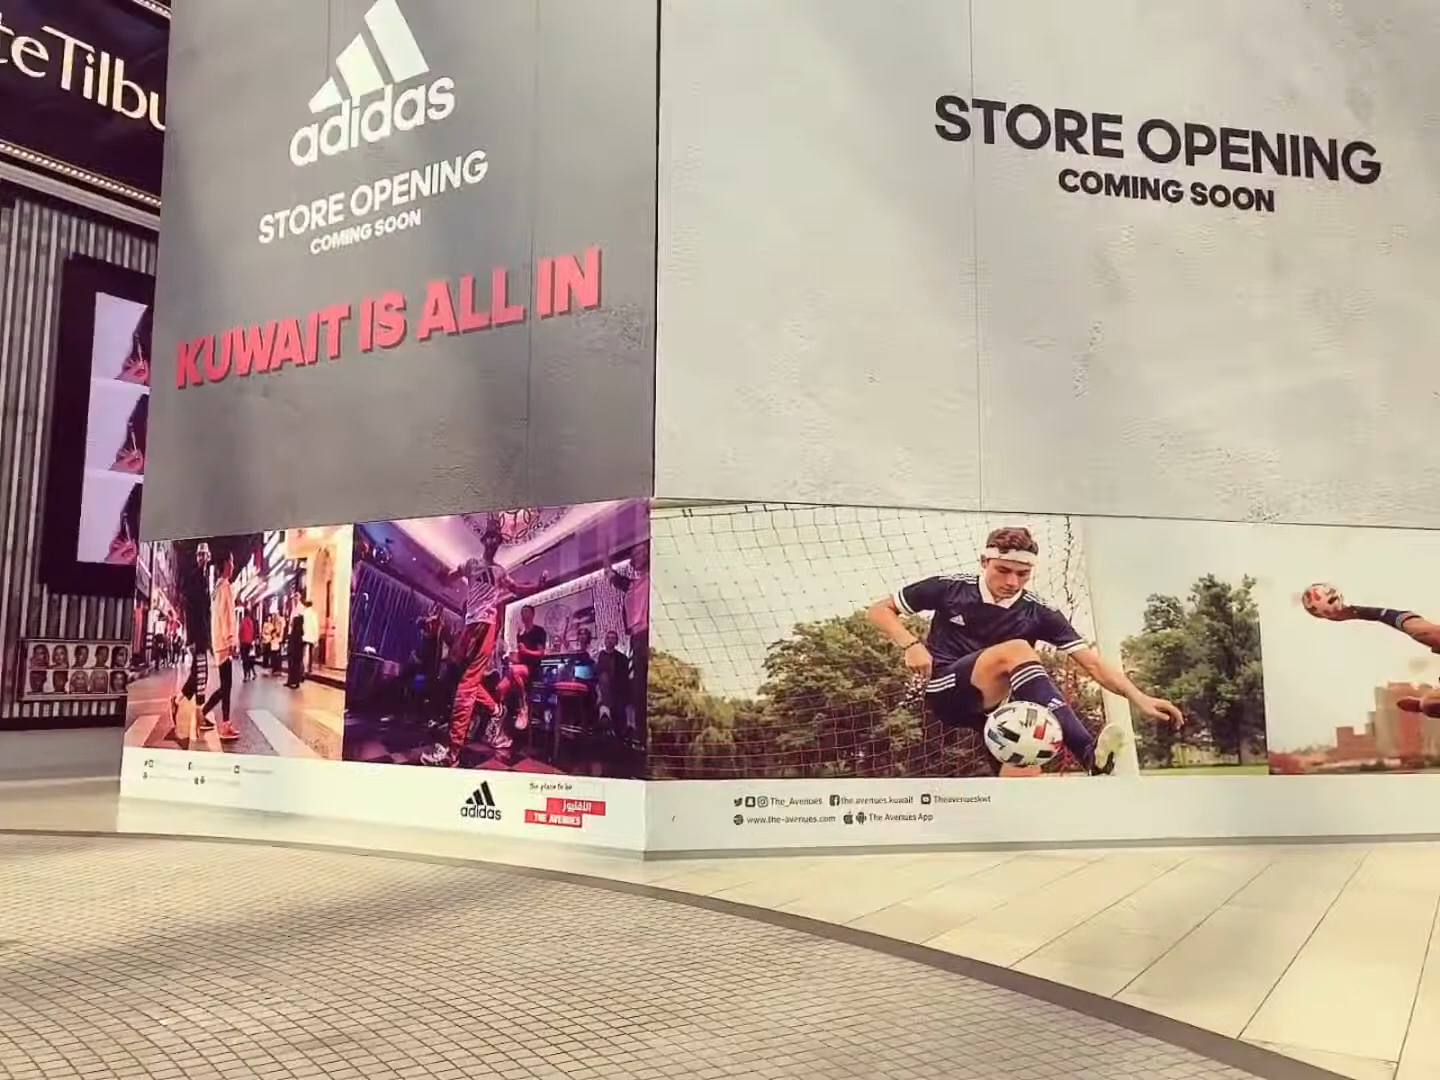 teTilbu
adidas
STORE OPENING
COMING SOON
KUWAIT IS ALL IN
STORE OPENING
COMING SOON
adidas
the place to be
الأفنيوز
THE AVENUES
The_Avenues the.avenues.kuwait Theavenueskwt
www.the-avenues.com The Avenues App